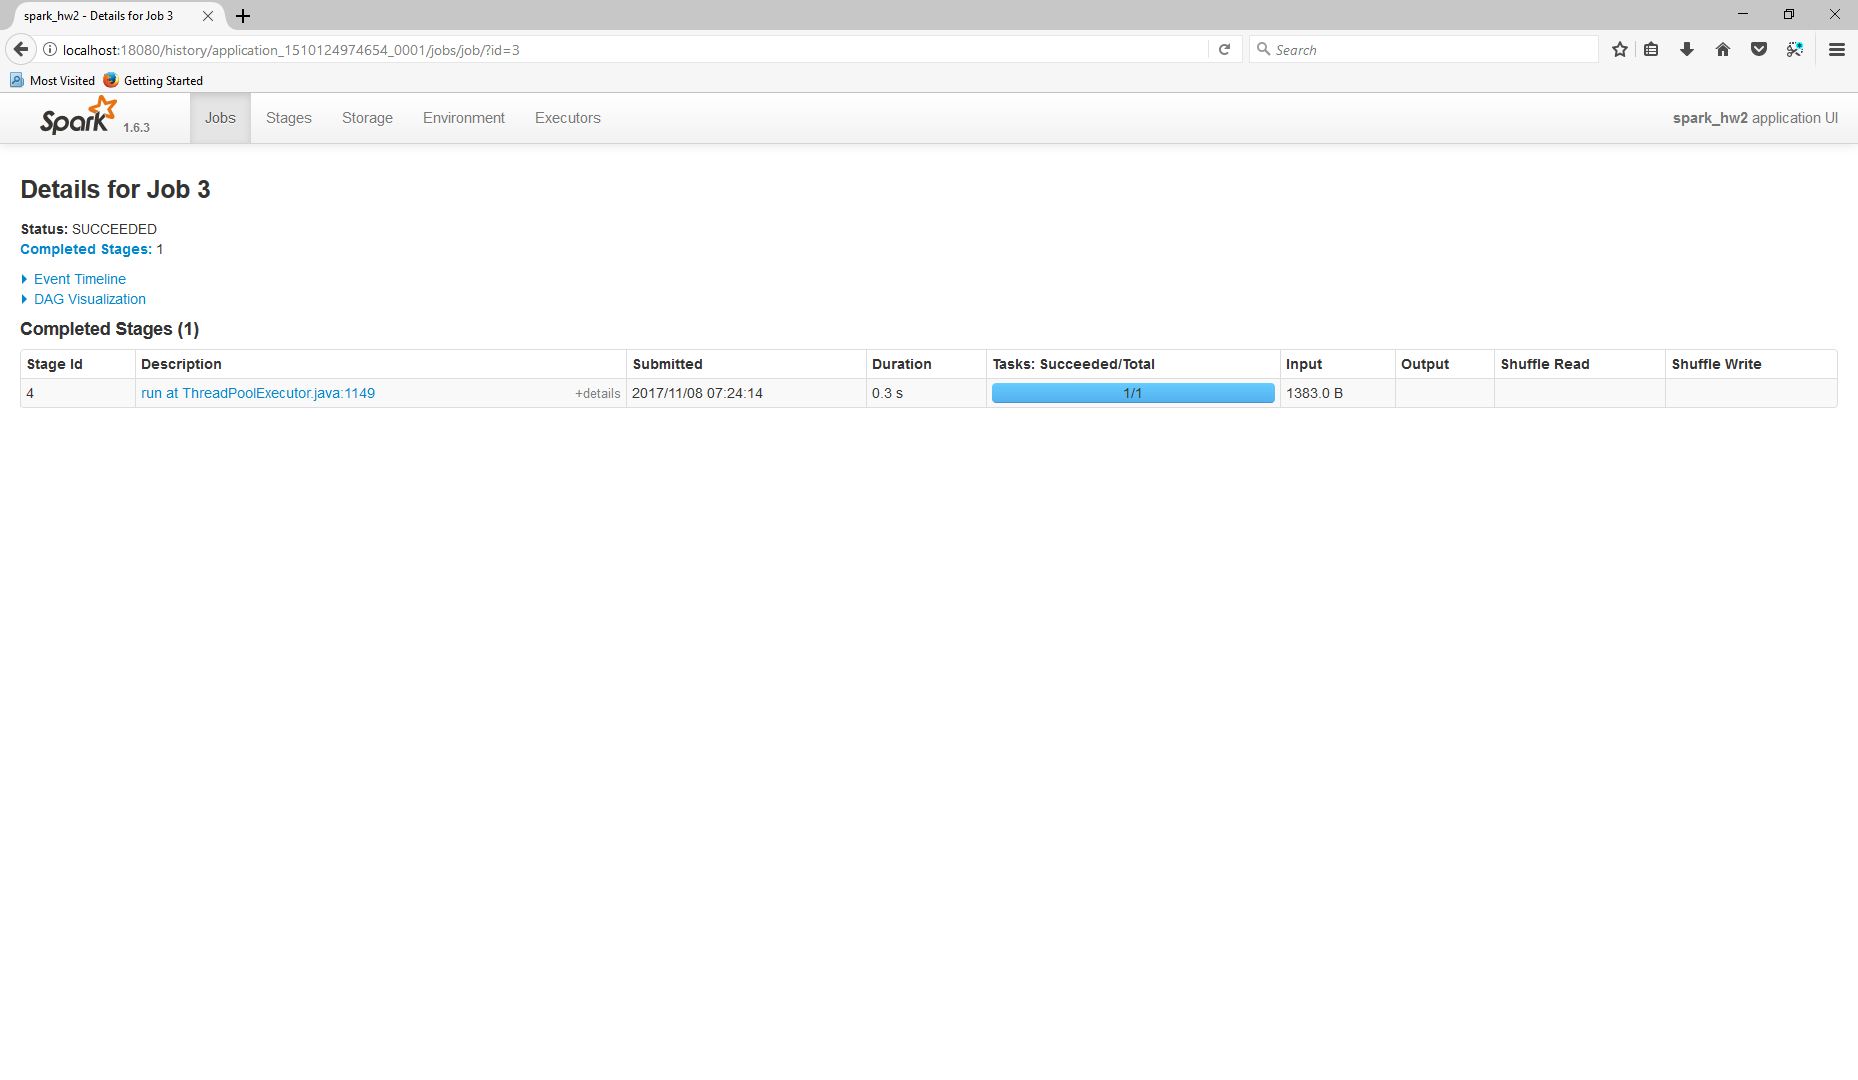 spark_hw2 - Details for Job 3
localhost:18080/history/application_1510124974654_0001/jobs/job/?id=3
Search
Most Visited Getting Started
Spark 1.6.3 Jobs Stages Storage Environment Executors spark_hw2 application UI
Details for Job 3
Status: SUCCEEDED
Completed Stages: 1
Event Timeline
DAG Visualization
Completed Stages (1)
Stage Id Description Submitted Duration Tasks: Succeeded/Total Input Output Shuffle Read Shuffle Write
4 run at ThreadPoolExecutor.java:1149 +details 2017/11/08 07:24:14 0.3 s 1/1 1383.0 B